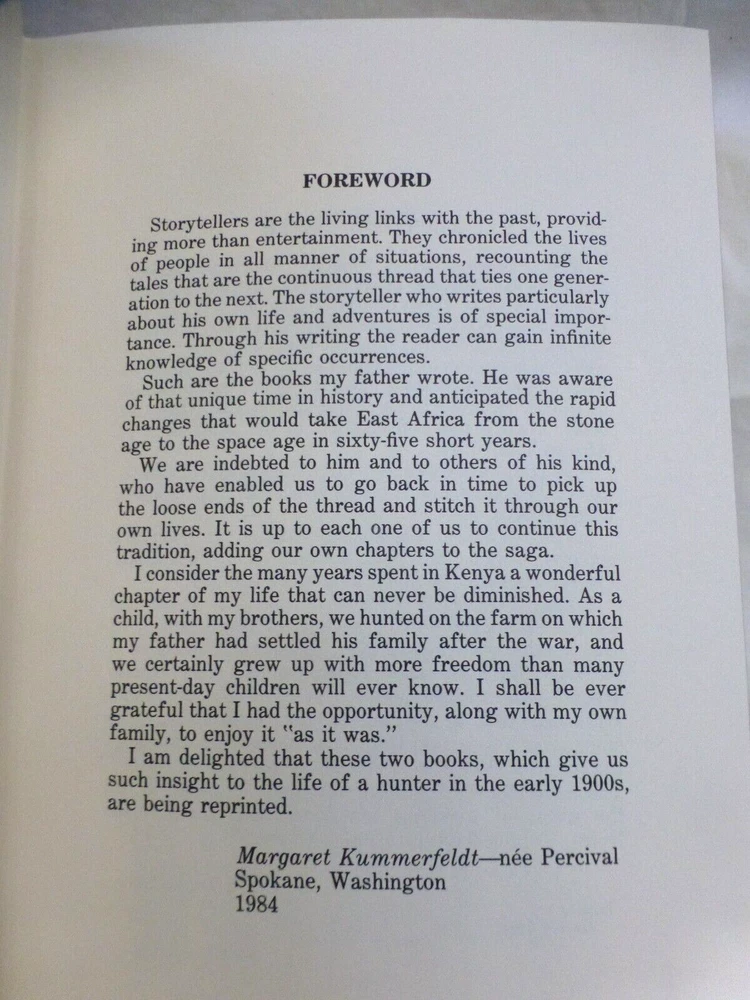 FOREWORD
Storytellers are the living links with the past, provid-
ing more than entertainment. They chronicled the lives
of people in all manner of situations, recounting the
tales that are the continuous thread that ties one gener-
ation to the next. The storyteller who writes particularly
about his own life and adventures is of special impor-
tance. Through his writing the reader can gain infinite
knowledge of specific occurrences.
Such are the books my father wrote. He was aware
of that unique time in history and anticipated the rapid
changes that would take East Africa from the stone
age to the space age in sixty-five short years.
We are indebted to him and to others of his kind,
who have enabled us to go back in time to pick up
the loose ends of the thread and stitch it through our
own lives. It is up to each one of us to continue this
tradition, adding our own chapters to the saga.
I consider the many years spent in Kenya a wonderful
chapter of my life that can never be diminished. As a
child, with my brothers, we hunted on the farm on which
my father had settled his family after the war, and
we certainly grew up with more freedom than many
present-day children will ever know. I shall be ever
grateful that I had the opportunity, along with my own
family, to enjoy it "as it was."
I am delighted that these two books, which give us
such insight to the life of a hunter in the early 1900s,
are being reprinted.
Margaret Kummerfeldt—née Percival
Spokane, Washington
1984